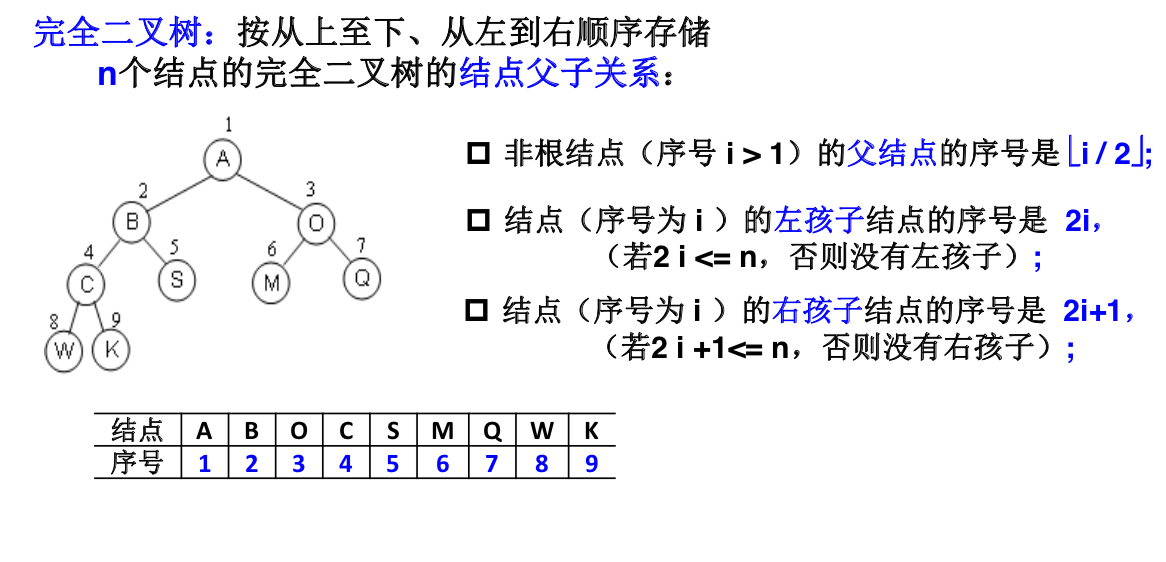 完全二叉树：按从上至下、从左到右顺序存储
n个结点的完全二叉树的结点父子关系：
1
A
2
3
B
O
4
5
6
7
C
S
M
Q
8
9
W
K
非根结点（序号 i > 1）的父结点的序号是 ⌊i / 2⌋;
结点（序号为 i ）的左孩子结点的序号是 2i，
（若2 i <= n，否则没有左孩子）;
结点（序号为 i ）的右孩子结点的序号是 2i+1，
（若2 i +1<= n，否则没有右孩子）;
结点 A B O C S M Q W K
序号 1 2 3 4 5 6 7 8 9